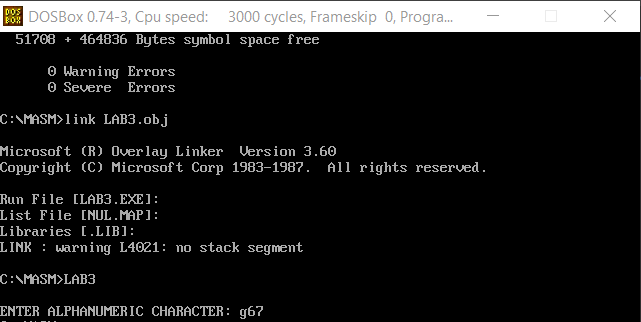 DOS
BOX
DOSBox 0.74-3, Cpu speed: 3000 cycles, Frameskip 0, Progra...
51708 + 464836 Bytes symbol space free
0 Warning Errors
0 Severe Errors
C:\MASM>link LAB3.obj
Microsoft (R) Overlay Linker Version 3.60
Copyright (C) Microsoft Corp 1983-1987. All rights reserved.
Run File [LAB3.EXE]:
List File [NUL.MAP]:
Libraries [.LIB]:
LINK : warning L4021: no stack segment
C:\MASM>LAB3
ENTER ALPHANUMERIC CHARACTER: g67